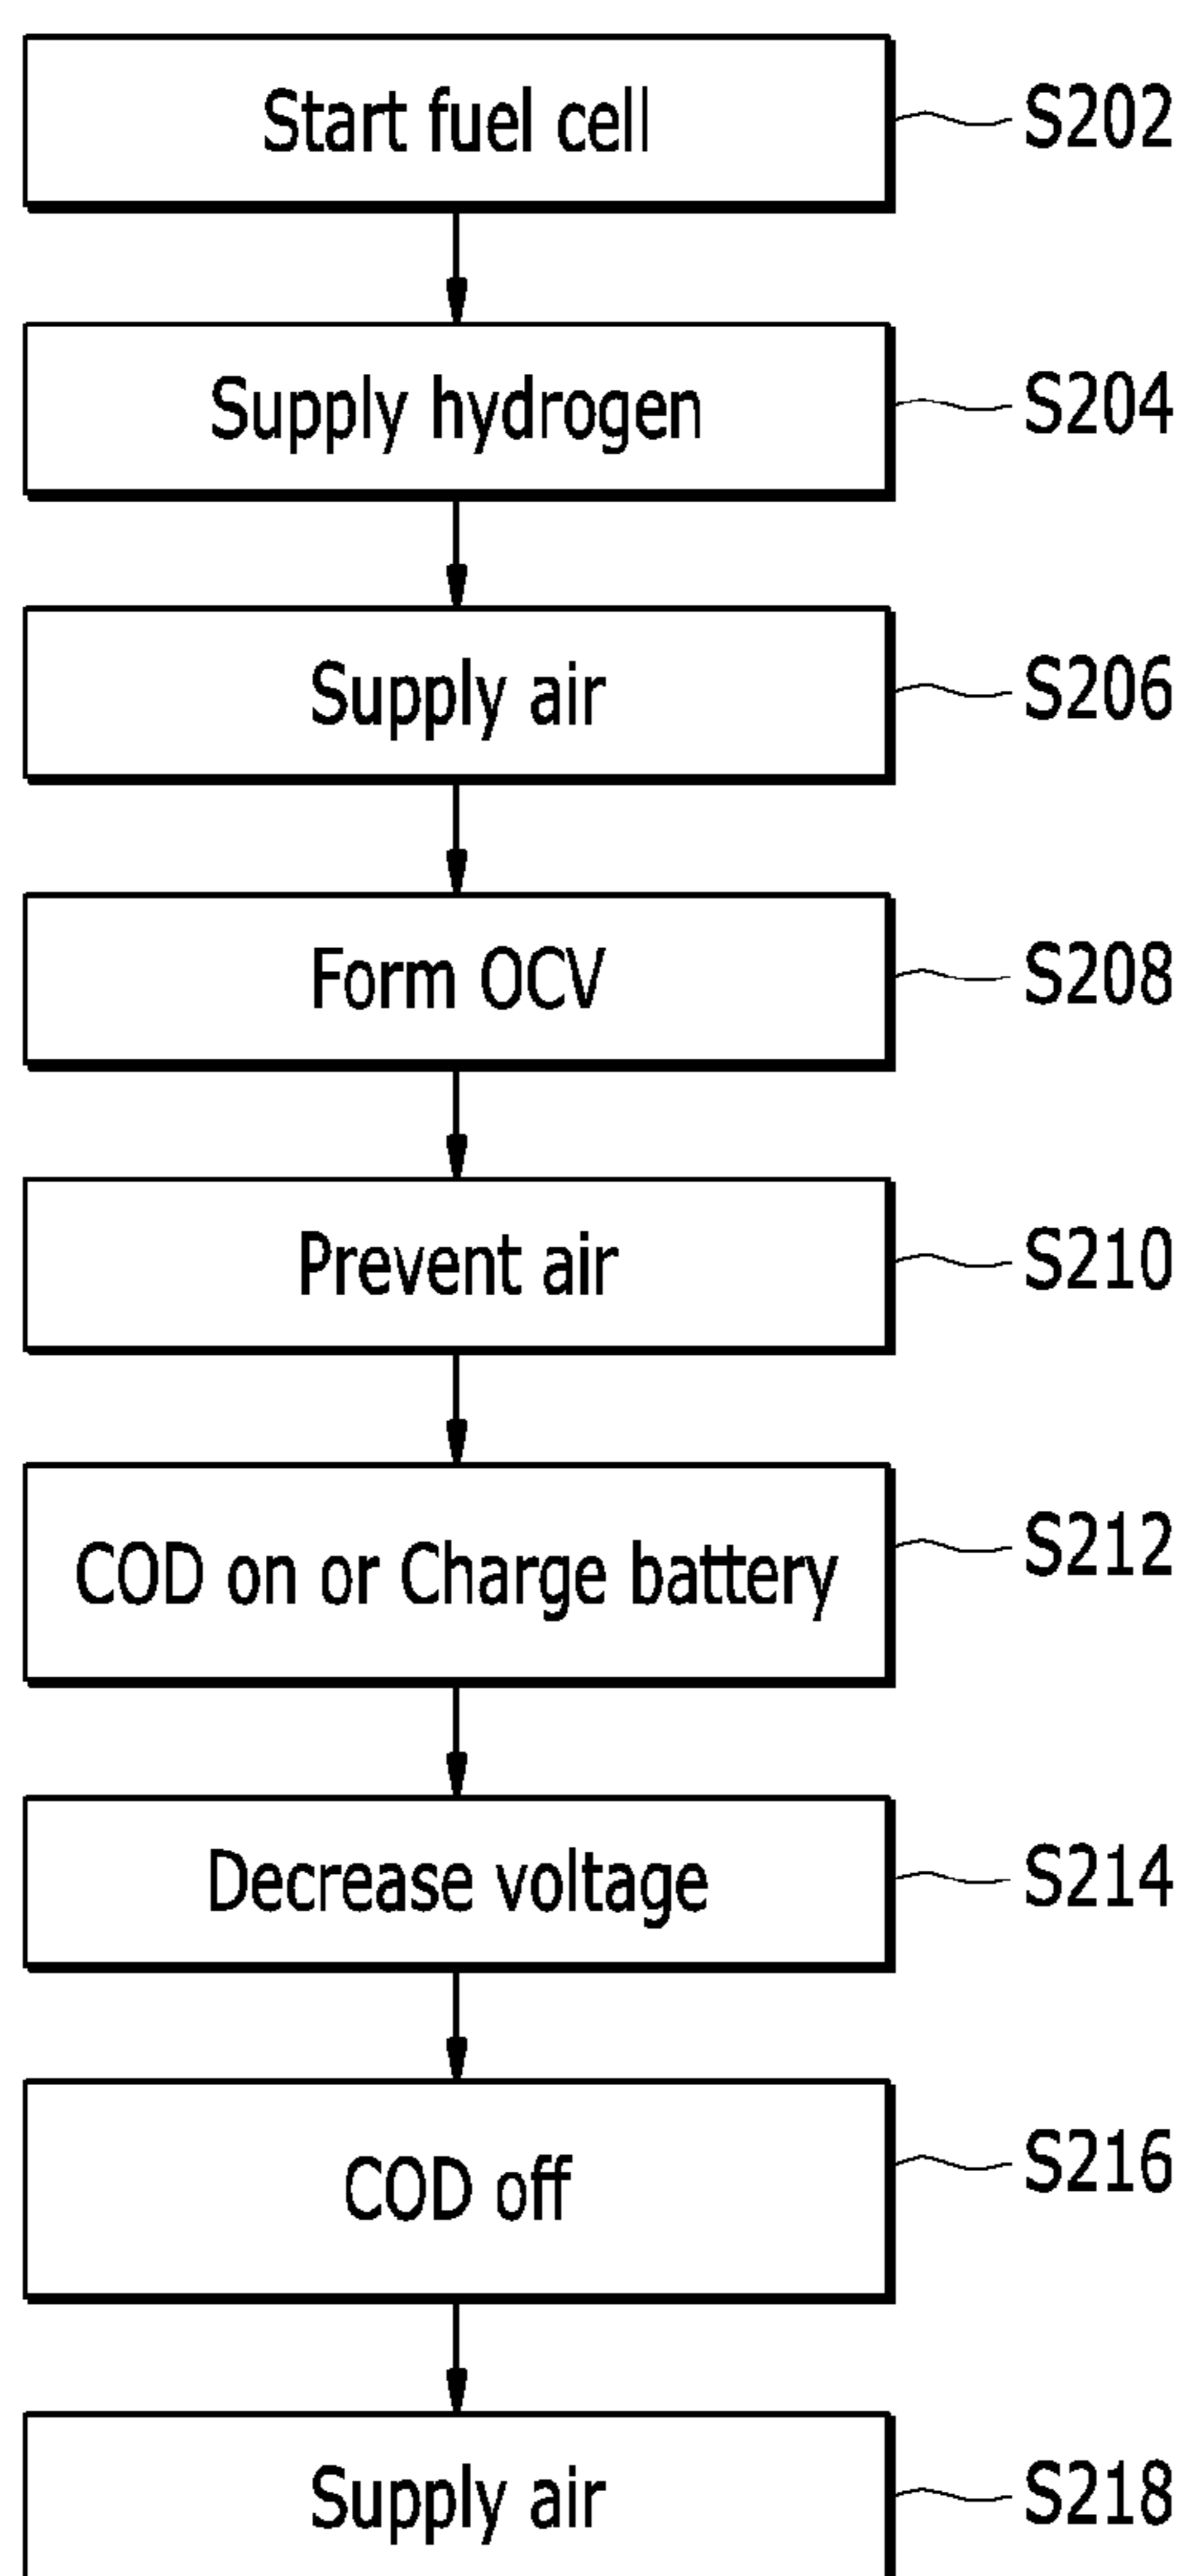 Start fuel cell S202
Supply hydrogen S204
Supply air S206
Form OCV S208
Prevent air S210
COD on or Charge battery S212
Decrease voltage S214
COD off S216
Supply air S218